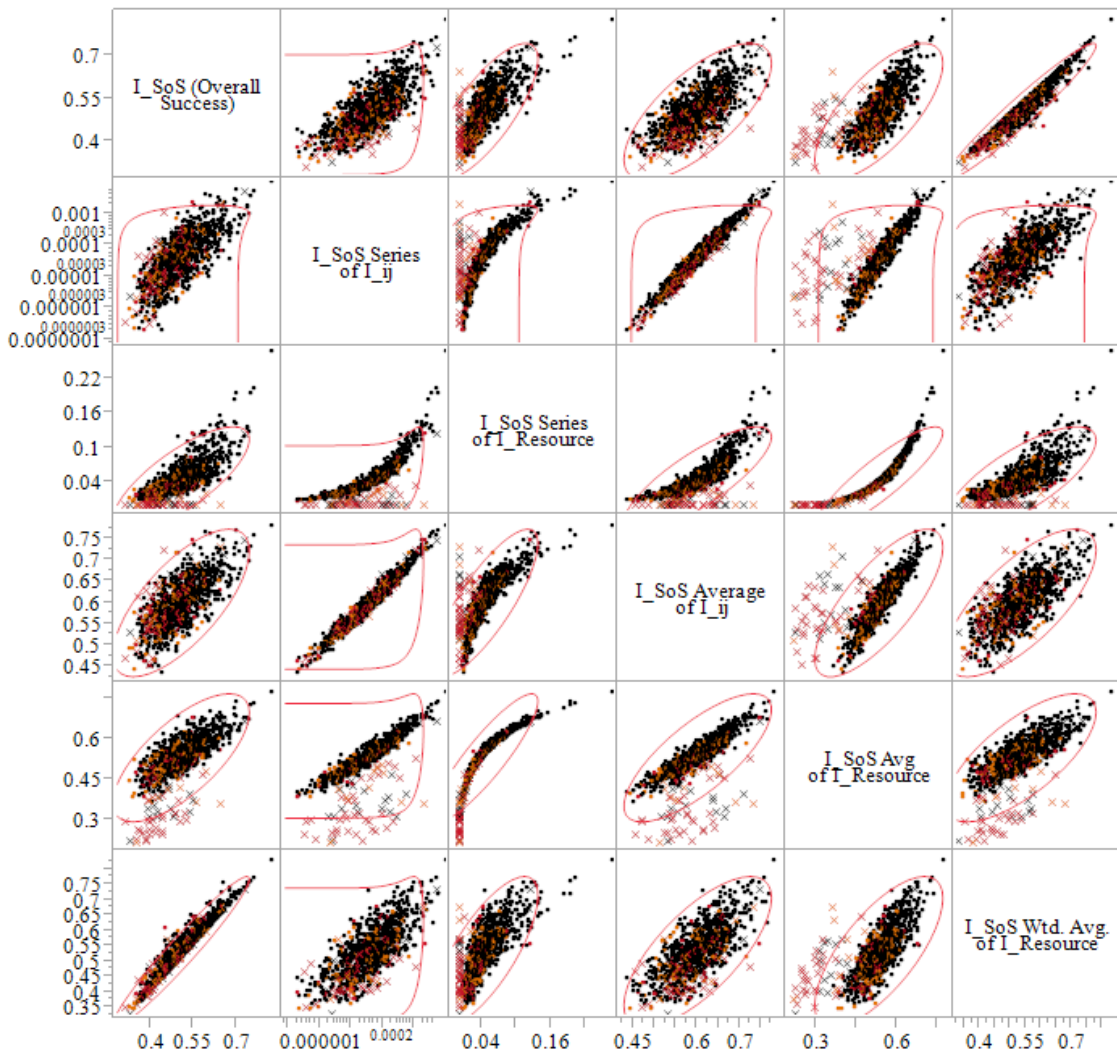 0.7
0.55
0.4
I_SoS (Overall
Success)
0.001
0.0003
0.0001
0.00003
0.00001
0.000003
0.000001
0.0000003
0.0000001
I_SoS Series
of I_ij
0.22
0.16
0.1
0.04
I_SoS Series
of I_Resource
0.75
0.7
0.65
0.6
0.55
0.5
0.45
I_SoS Average
of I_ij
0.6
0.45
0.3
I_SoS Avg
of I_Resource
0.75
0.7
0.65
0.6
0.55
0.5
0.45
0.4
0.35
I_SoS Wtd. Avg.
of I_Resource
0.4 0.55 0.7
0.000001 0.0002
0.04 0.16
0.45 0.6 0.7
0.3 0.6
0.4 0.55 0.7